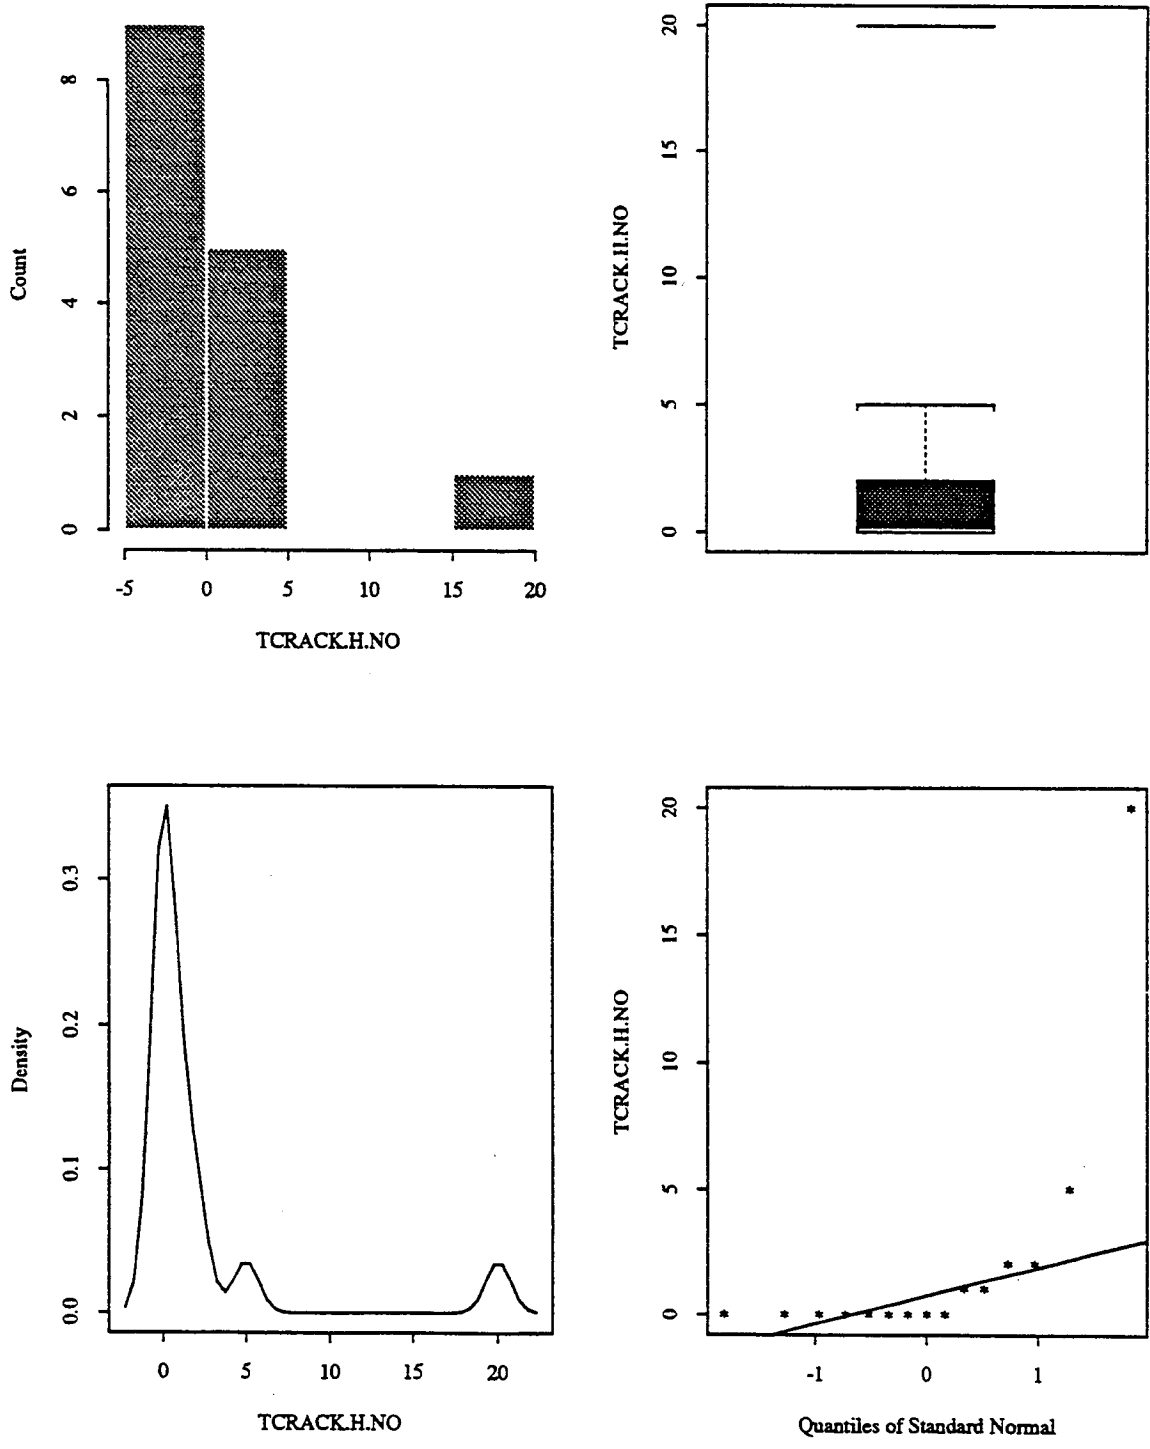 8
6
4
2
0
Count
-5 0 5 10 15 20
TCRACK.H.NO
20
15
10
5
0
TCRACK.H.NO
0.3
0.2
0.1
0.0
Density
0 5 10 15 20
TCRACK.H.NO
20
15
10
5
0
TCRACK.H.NO
-1 0 1
Quantiles of Standard Normal